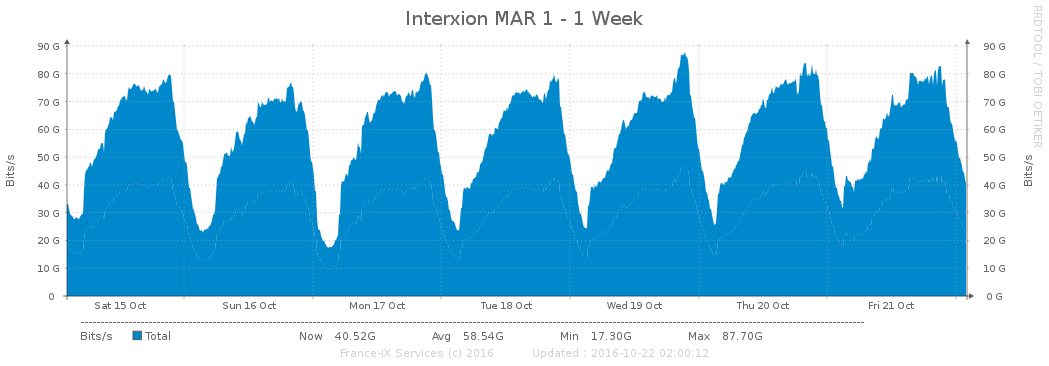 Interxion MAR 1 - 1 Week
RRDTOOL / TOBI OETIKER
Bits/s
Bits/s
90 G 90 G
80 G 80 G
70 G 70 G
60 G 60 G
50 G 50 G
40 G 40 G
30 G 30 G
20 G 20 G
10 G 10 G
0 0 G
Sat 15 Oct Sun 16 Oct Mon 17 Oct Tue 18 Oct Wed 19 Oct Thu 20 Oct Fri 21 Oct
Bits/s Total Now 40.52G Avg 58.54G Min 17.30G Max 87.70G
France-IX Services (c) 2016 Updated : 2016-10-22 02:00:12